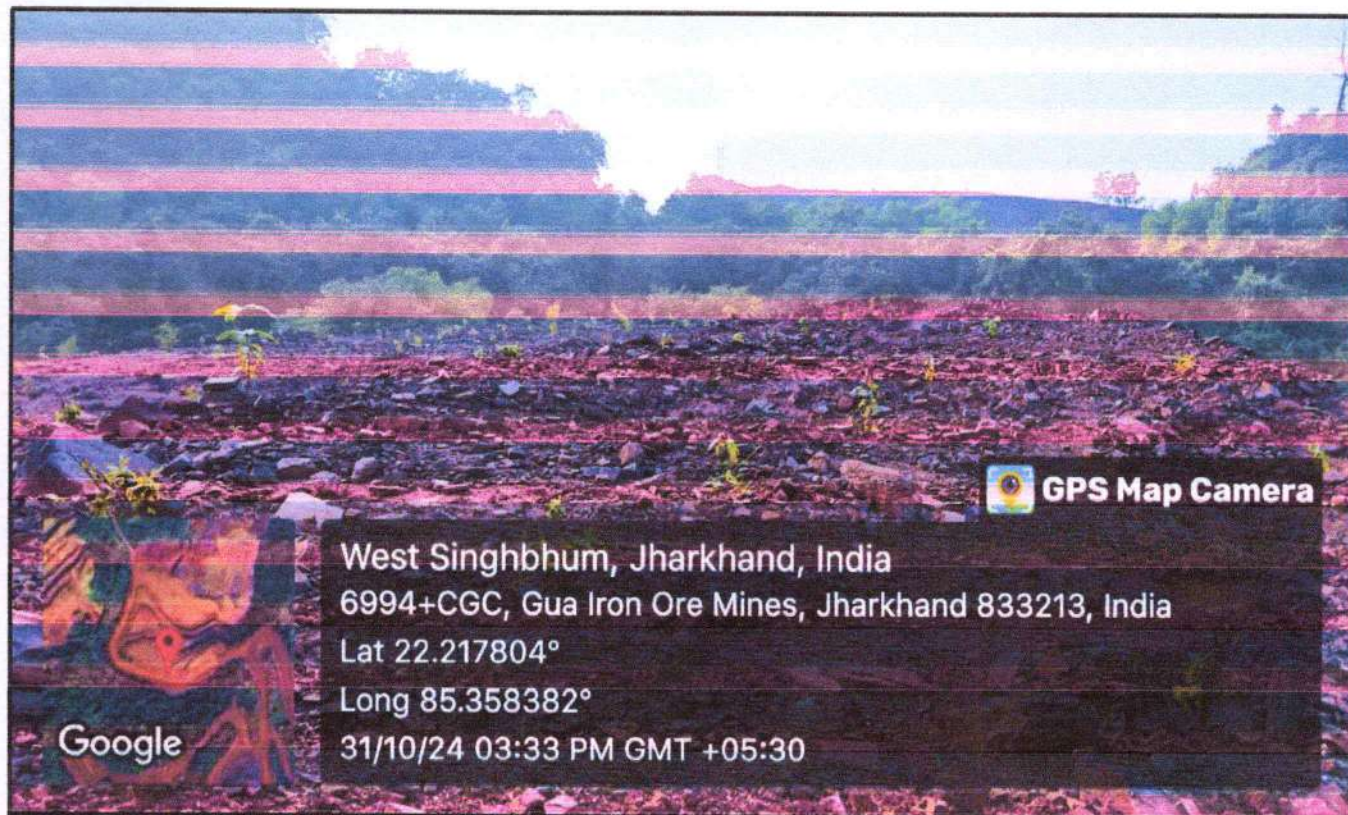 GPS Map Camera
West Singhbhum, Jharkhand, India
6994+CGC, Gua Iron Ore Mines, Jharkhand 833213, India
Lat 22.217804°
Long 85.358382°
31/10/24 03:33 PM GMT +05:30
Google